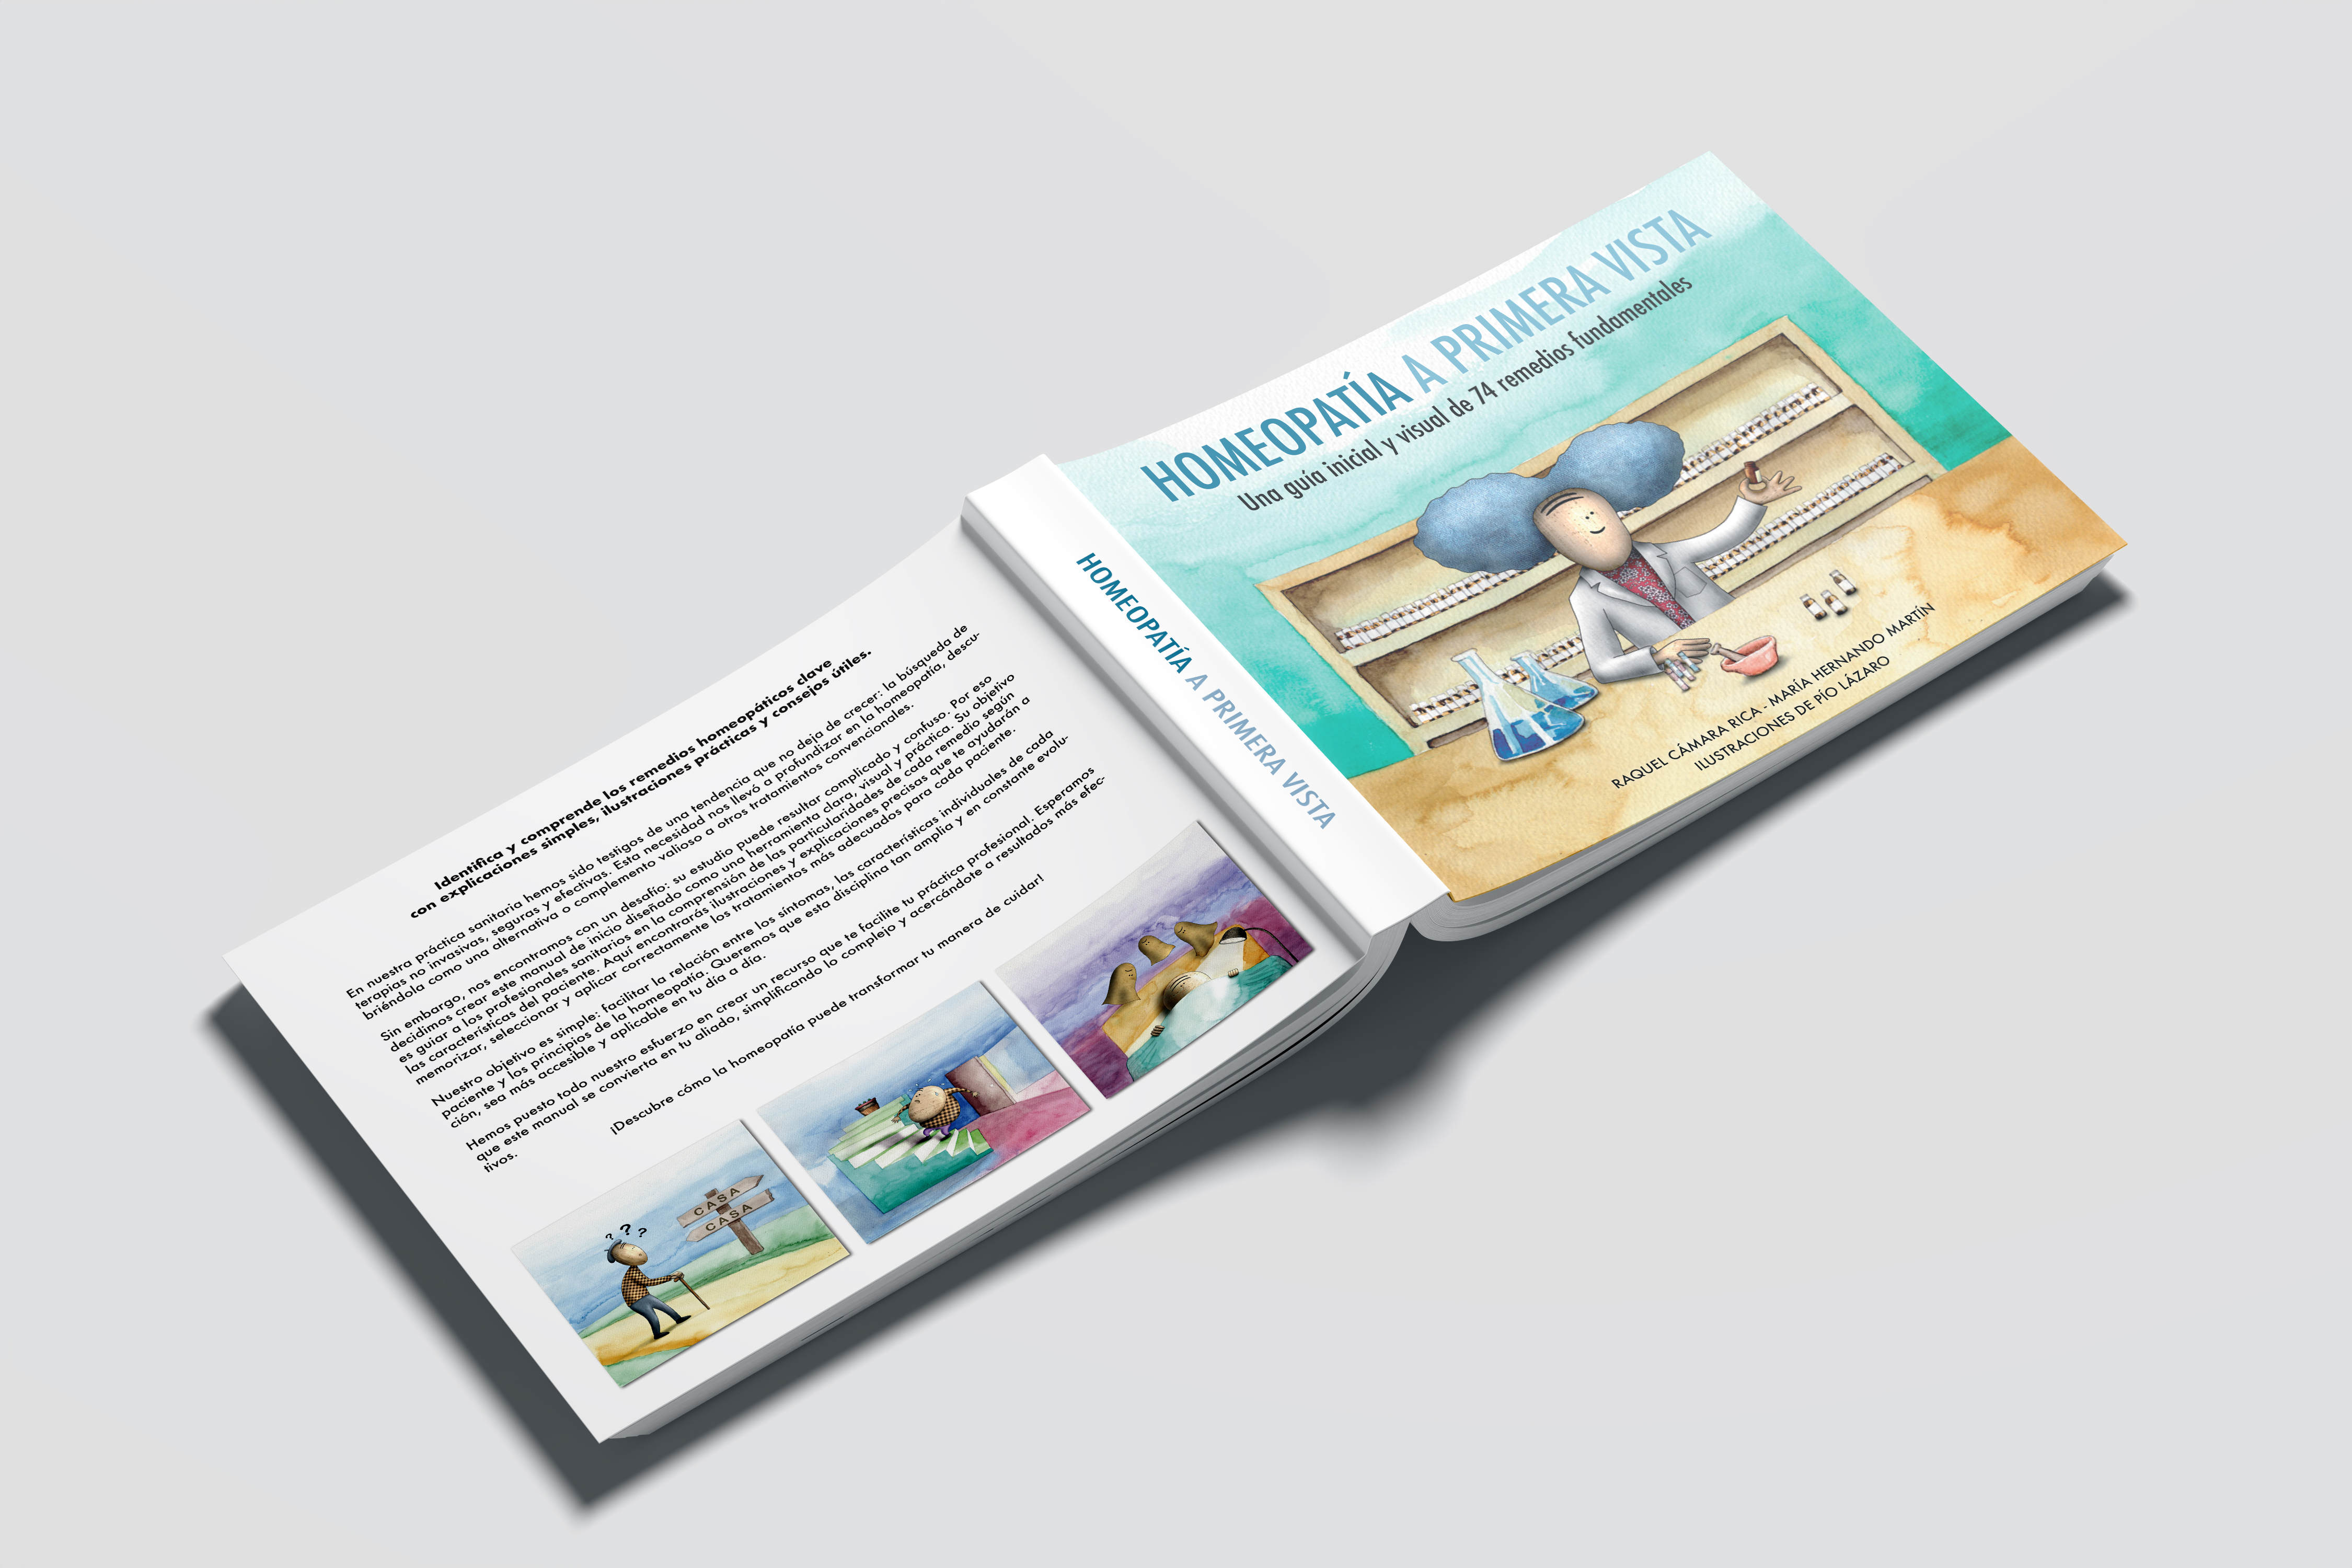 HOMEOPATÍA A PRIMERA VISTA
Una guía inicial y visual de 74 remedios fundamentales
RAQUEL CÁMARA RICA - MARÍA HERNANDO MARTÍN
ILUSTRACIONES DE PÍO LÁZARO
HOMEOPATÍA A PRIMERA VISTA
Identifica y comprende los remedios homeopáticos clave
con explicaciones simples, ilustraciones prácticas y consejos útiles.
En nuestra práctica sanitaria hemos sido testigos de una tendencia que no deja de crecer: la búsqueda de
terapias no invasivas, seguras y efectivas. Esta necesidad nos llevó a profundizar en la homeopatía, descu-
briéndola como una alternativa o complemento valioso a otros tratamientos convencionales.
Sin embargo, nos encontramos con un desafío: su estudio puede resultar complicado y confuso. Por eso
decidimos crear este manual de inicio diseñado como una herramienta clara, visual y práctica. Su objetivo
es guiar a los profesionales sanitarios en la comprensión de las particularidades de cada remedio según
las características del paciente. Aquí encontrarás ilustraciones y explicaciones precisas que te ayudarán a
memorizar, seleccionar y aplicar correctamente los tratamientos más adecuados para cada paciente.
Nuestro objetivo es simple: facilitar la relación entre los síntomas, las características individuales de cada
paciente y los principios de la homeopatía. Queremos que esta disciplina tan amplia y en constante evolu-
ción, sea más accesible y aplicable en tu día a día.
Hemos puesto todo nuestro esfuerzo en crear un recurso que te facilite tu práctica profesional. Esperamos
que este manual se convierta en tu aliado, simplificando lo complejo y acercándote a resultados más efec-
tivos.
¡Descubre cómo la homeopatía puede transformar tu manera de cuidar!
? ? ?
CASA
CASA